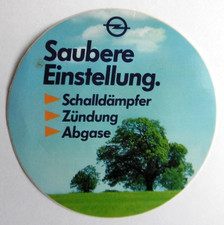 Saubere
Einstellung.
Schalldämpfer
Zündung
Abgase